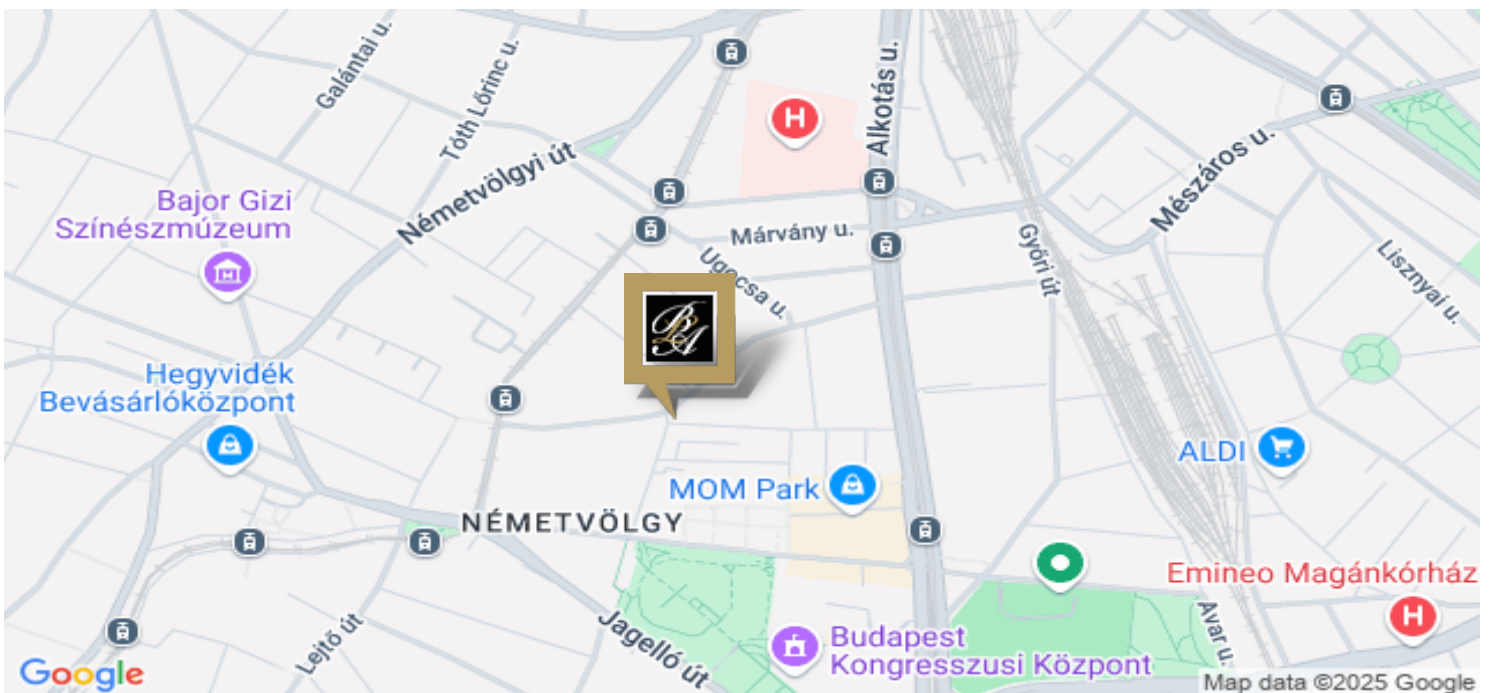 Galántai u.
Tóth Lőrinc u.
Németvölgyi út
Alkotás u.
Mészáros u.
H
Bajor Gizi
Színészmúzeum
Márvány u.
Ugocsa u.
Győri út
Lisznyai u.
BLA
Hegyvidék
Bevásárlóközpont
ALDI
MOM Park
NÉMETVÖLGY
Emineo Magánkórház
H
Lejtő út
Jagelló út
Budapest
Kongresszusi Központ
Avar u.
Google
Map data ©2025 Google